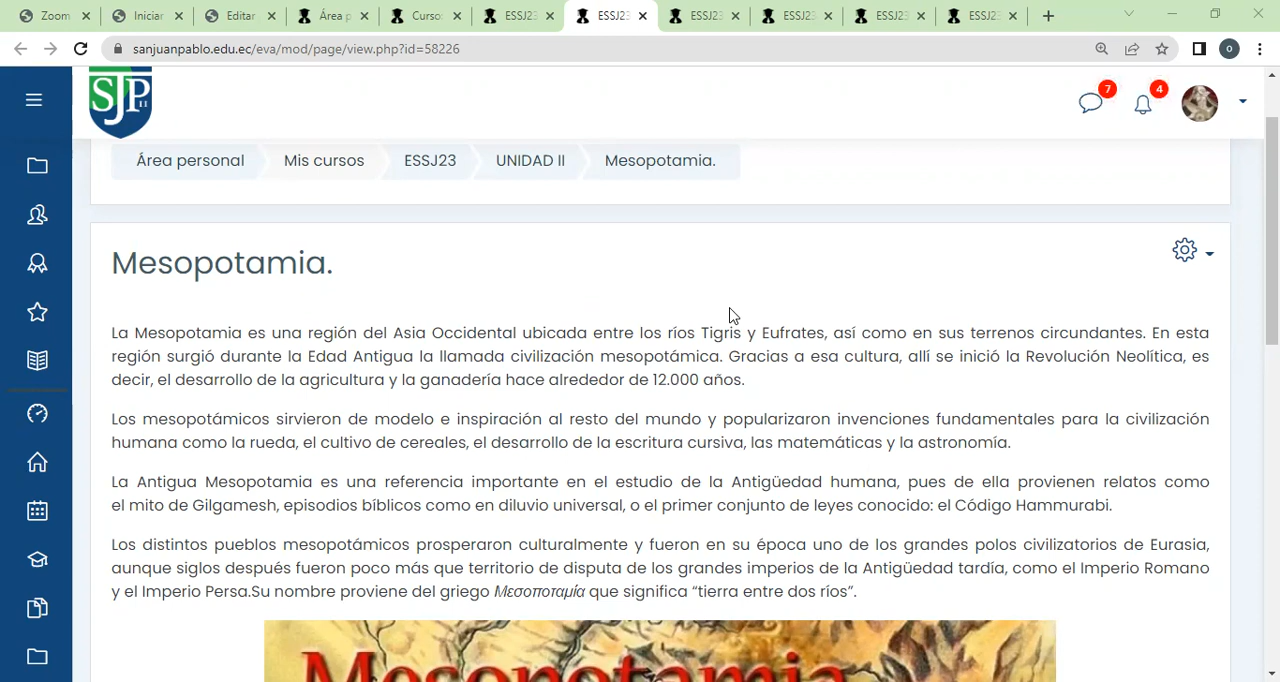 Zoom
Iniciar
Editar
Área p
Curso:
ESSJ23
ESSJ23
ESSJ23
ESSJ23
ESSJ23
ESSJ23
sanjuanpablo.edu.ec/eva/mod/page/view.php?id=58226
O
SJP II
7
4
Área personal
Mis cursos
ESSJ23
UNIDAD II
Mesopotamia.
Mesopotamia.
La Mesopotamia es una región del Asia Occidental ubicada entre los ríos Tigris y Eufrates, así como en sus terrenos circundantes. En esta
región surgió durante la Edad Antigua la llamada civilización mesopotámica. Gracias a esa cultura, allí se inició la Revolución Neolítica, es
decir, el desarrollo de la agricultura y la ganadería hace alrededor de 12.000 años.
Los mesopotámicos sirvieron de modelo e inspiración al resto del mundo y popularizaron invenciones fundamentales para la civilización
humana como la rueda, el cultivo de cereales, el desarrollo de la escritura cursiva, las matemáticas y la astronomía.
La Antigua Mesopotamia es una referencia importante en el estudio de la Antigüedad humana, pues de ella provienen relatos como
el mito de Gilgamesh, episodios bíblicos como en diluvio universal, o el primer conjunto de leyes conocido: el Código Hammurabi.
Los distintos pueblos mesopotámicos prosperaron culturalmente y fueron en su época uno de los grandes polos civilizatorios de Eurasia,
aunque siglos después fueron poco más que territorio de disputa de los grandes imperios de la Antigüedad tardía, como el Imperio Romano
y el Imperio Persa.Su nombre proviene del griego Μεσοποταμία que significa “tierra entre dos ríos”.
Mesopotamia